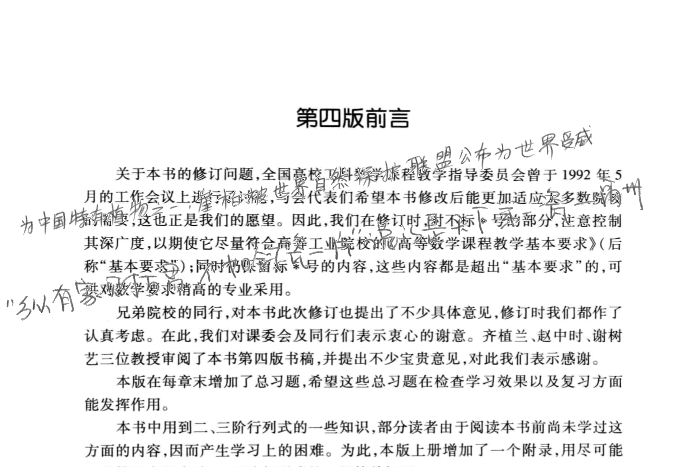 第四版前言
关于本书的修订问题，全国高校工科数学课程教学指导委员会曾于 1992 年 5
月的工作会议上进行了讨论，与会代表们希望本书修改后能更加适应大多数院校
的需要，这也正是我们的愿望。因此，我们在修订时，对不标*号的部分，注意控制
其深广度，以期使它尽量符合高等工业院校的《高等数学课程教学基本要求》（后
称“基本要求”）；同时仍保留标*号的内容，这些内容都是超出“基本要求”的，可
供对数学要求稍高的专业采用。
兄弟院校的同行，对本书此次修订也提出了不少具体意见，修订时我们都作了
认真考虑。在此，我们对课委会及同行们表示衷心的谢意。齐植兰、赵中时、谢树
艺三位教授审阅了本书第四版书稿，并提出不少宝贵意见，对此我们表示感谢。
本版在每章末增加了总习题，希望这些总习题在检查学习效果以及复习方面
能发挥作用。
本书中用到二、三阶行列式的一些知识，部分读者由于阅读本书前尚未学过这
方面的内容，因而产生学习上的困难。为此，本版上册增加了一个附录，用尽可能
为中国特有植物之一，被世界自然保护联盟公布为世界受威
“纵有家财万贯，不如